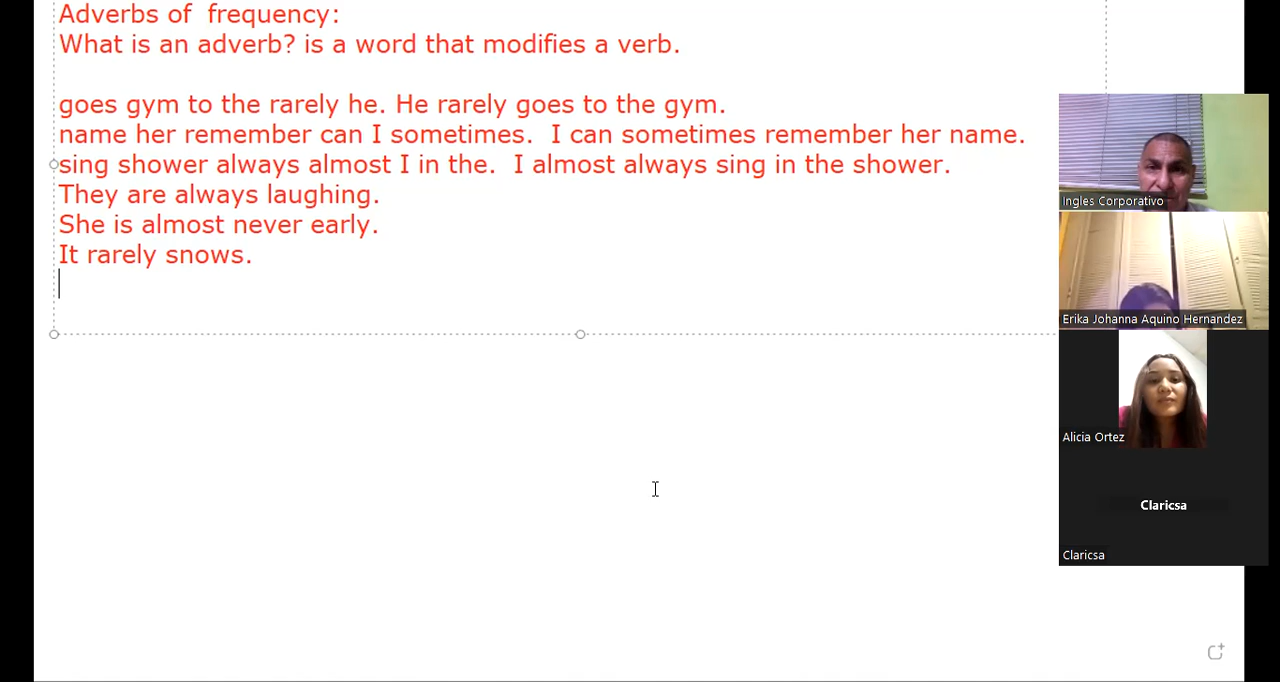 Adverbs of frequency:
What is an adverb? is a word that modifies a verb.
goes gym to the rarely he. He rarely goes to the gym.
name her remember can I sometimes. I can sometimes remember her name.
sing shower always almost I in the. I almost always sing in the shower.
They are always laughing.
She is almost never early.
It rarely snows.
Ingles Corporativo
Erika Johanna Aquino Hernandez
Alicia Ortez
Claricsa
Claricsa